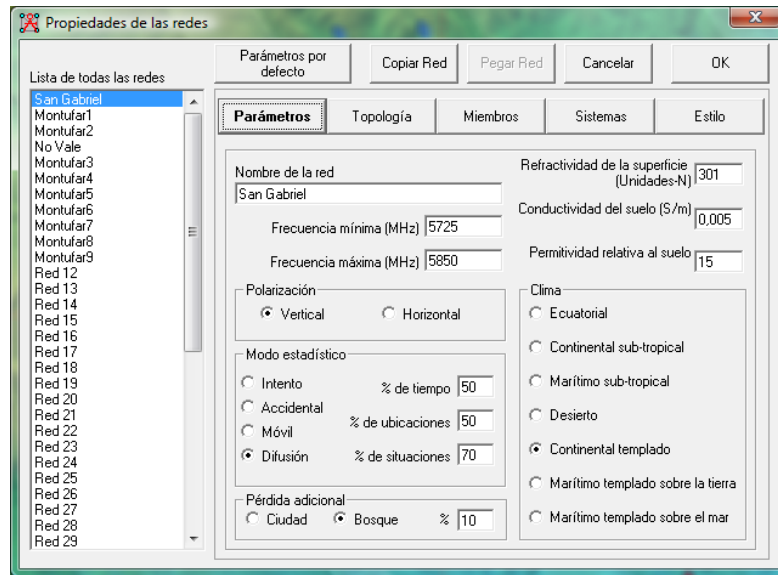 Propiedades de las redes
Parámetros por defecto
Copiar Red
Pegar Red
Cancelar
OK
Lista de todas las redes
San Gabriel
Montufar1
Montufar2
No Vale
Montufar3
Montufar4
Montufar5
Montufar6
Montufar7
Montufar8
Montufar9
Red 12
Red 13
Red 14
Red 15
Red 16
Red 17
Red 18
Red 19
Red 20
Red 21
Red 22
Red 23
Red 24
Red 25
Red 26
Red 27
Red 28
Red 29
Parámetros
Topología
Miembros
Sistemas
Estilo
Nombre de la red
San Gabriel
Frecuencia mínima (MHz) 5725
Frecuencia máxima (MHz) 5850
Polarización
Vertical Horizontal
Modo estadístico
Intento
Accidental
Móvil
Difusión
% de tiempo 50
% de ubicaciones 50
% de situaciones 70
Pérdida adicional
Ciudad Bosque % 10
Refractividad de la superficie
(Unidades-N) 301
Conductividad del suelo (S/m) 0,005
Permitividad relativa al suelo 15
Clima
Ecuatorial
Continental sub-tropical
Marítimo sub-tropical
Desierto
Continental templado
Marítimo templado sobre la tierra
Marítimo templado sobre el mar